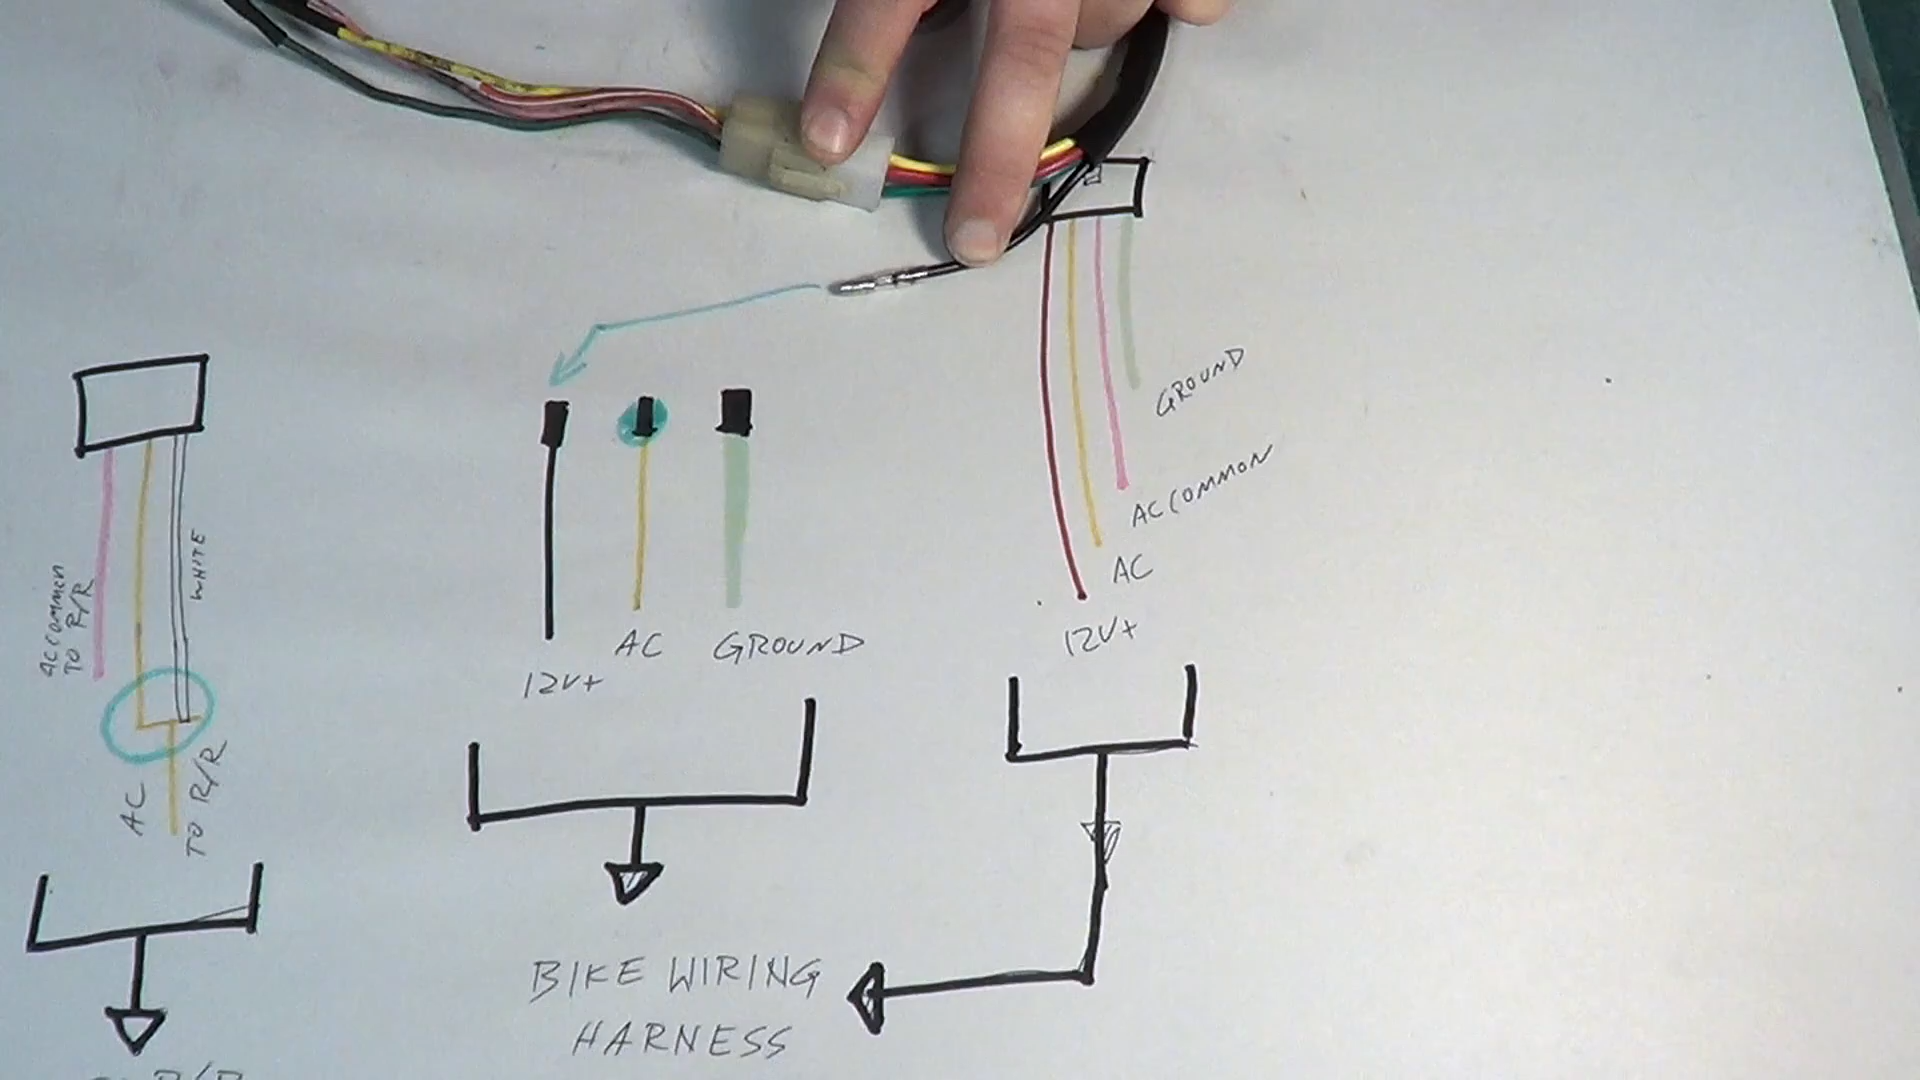 GROUND
AC COMMON
AC
12V+
AC COMMON
TO R/R
WHITE
AC
TO R/R
12V+
AC
GROUND
BIKE WIRING
HARNESS